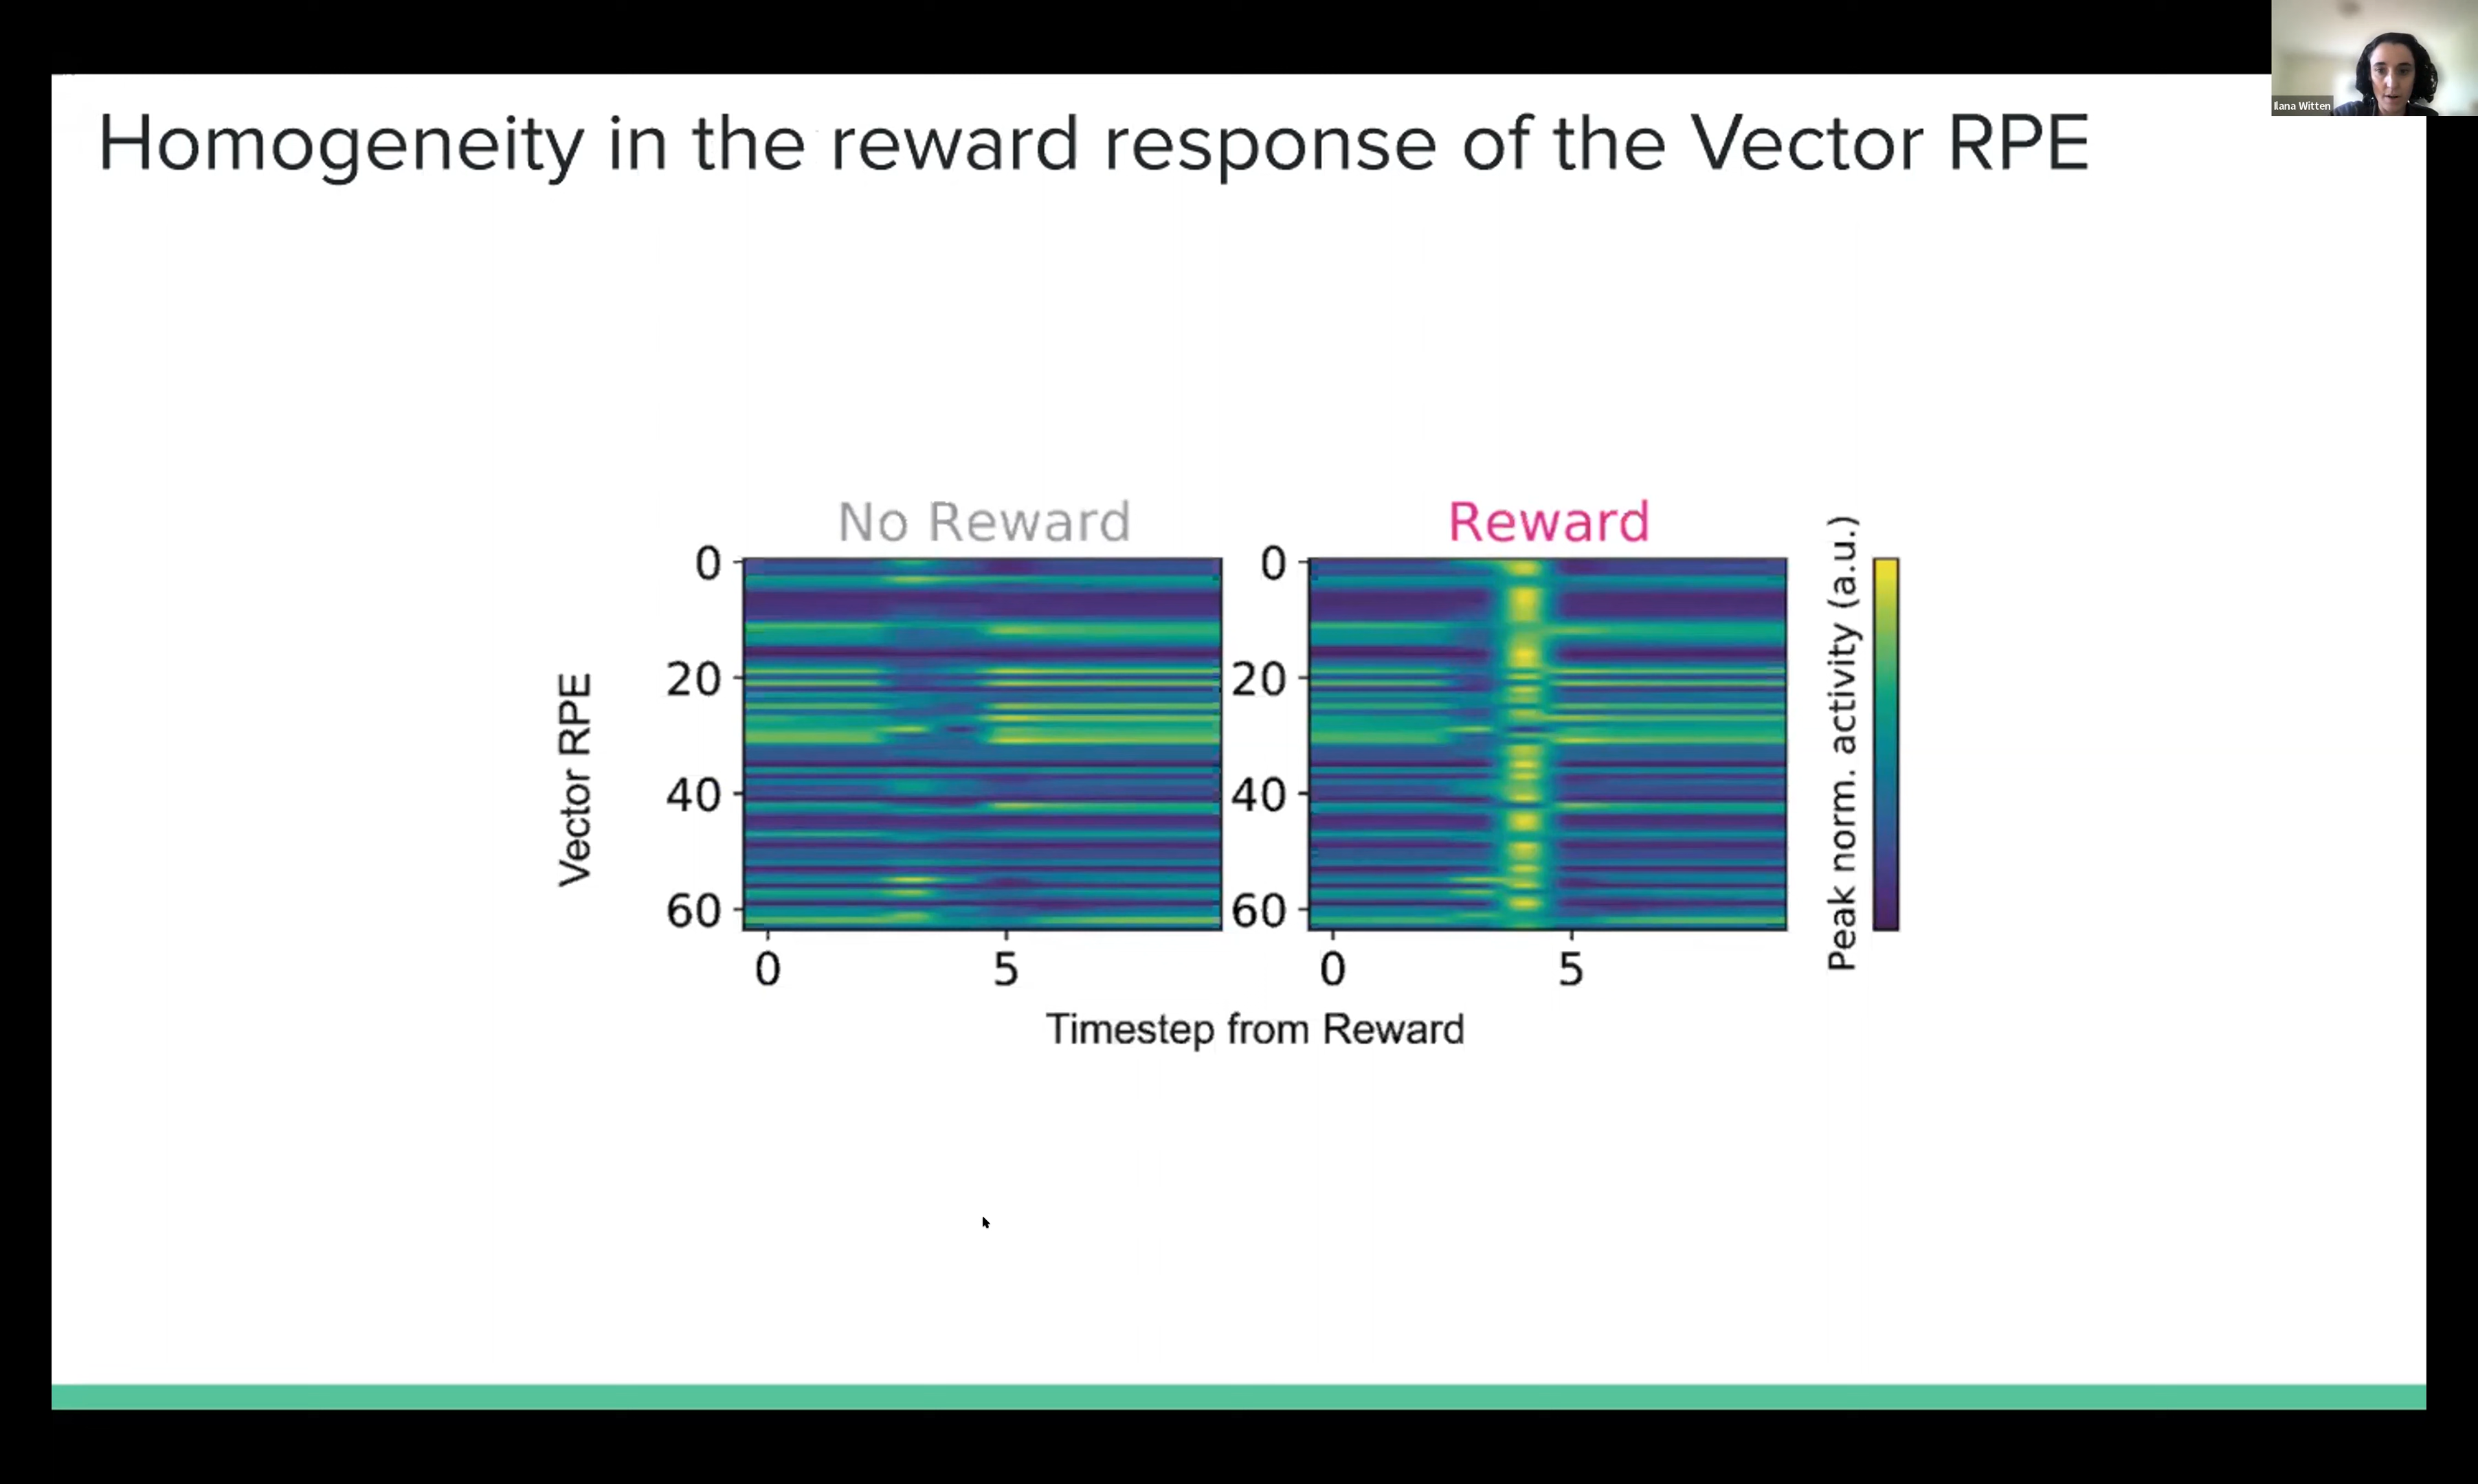 Ilana Witten
Homogeneity in the reward response of the Vector RPE
No Reward
Reward
Vector RPE
0
20
40
60
0
5
0
20
40
60
0
5
Timestep from Reward
Peak norm. activity (a.u.)